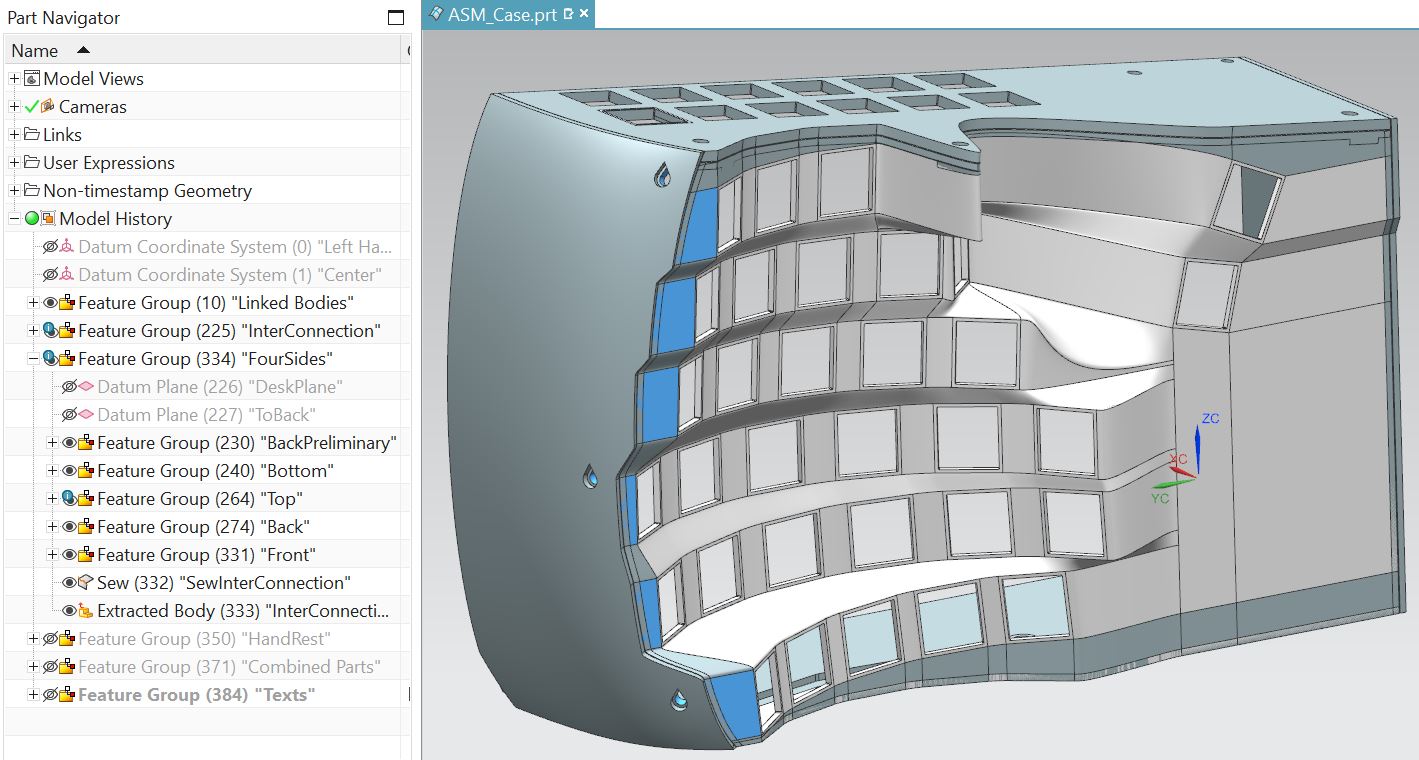 Part Navigator
ASM_Case.prt
Name
Model Views
Cameras
Links
User Expressions
Non-timestamp Geometry
Model History
Datum Coordinate System (0) "Left Ha...
Datum Coordinate System (1) "Center"
Feature Group (10) "Linked Bodies"
Feature Group (225) "InterConnection"
Feature Group (334) "FourSides"
Datum Plane (226) "DeskPlane"
Datum Plane (227) "ToBack"
Feature Group (230) "BackPreliminary"
Feature Group (240) "Bottom"
Feature Group (264) "Top"
Feature Group (274) "Back"
Feature Group (331) "Front"
Sew (332) "SewInterConnection"
Extracted Body (333) "InterConnecti...
Feature Group (350) "HandRest"
Feature Group (371) "Combined Parts"
Feature Group (384) "Texts"
ZC
XC
YC